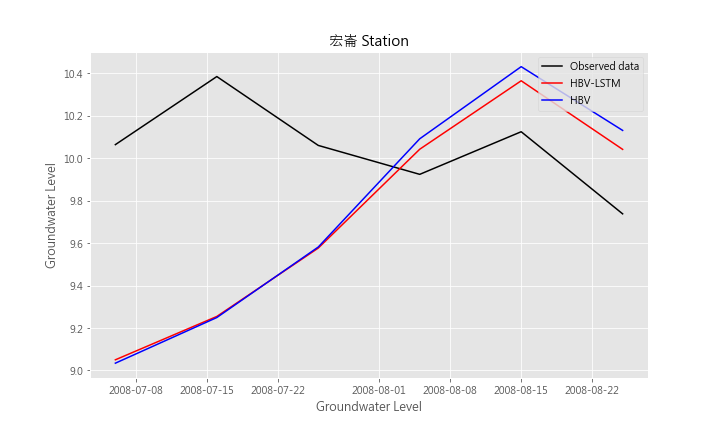 宏崙 Station
Observed data
HBV-LSTM
HBV
Groundwater Level
10.4
10.2
10.0
9.8
9.6
9.4
9.2
9.0
2008-07-08 2008-07-15 2008-07-22 2008-08-01 2008-08-08 2008-08-15 2008-08-22
Groundwater Level